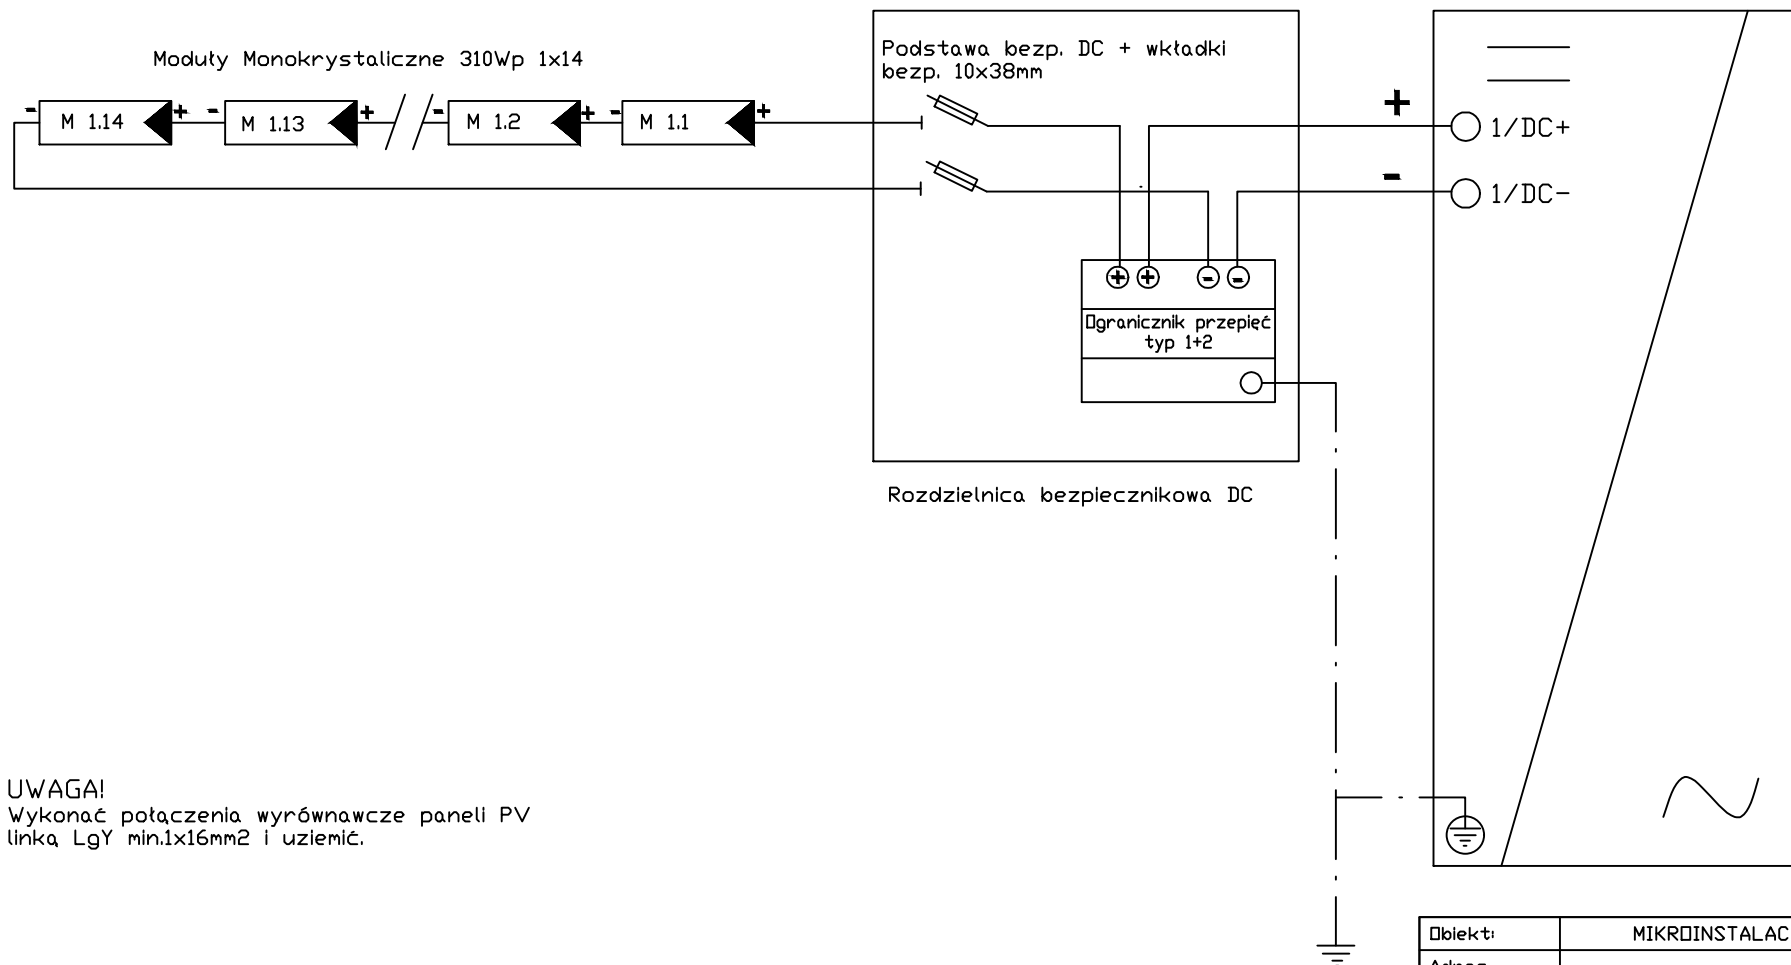 Moduły Monokrystaliczne 310Wp 1x14
- M 1.14 + - M 1.13 + - M 1.2 + - M 1.1 +
Podstawa bezp. DC + wkładki
bezp. 10x38mm
+ 1/DC+
- 1/DC-
+ + - -
Ogranicznik przepięć
typ 1+2
Rozdzielnica bezpiecznikowa DC
UWAGA!
Wykonać połączenia wyrównawcze paneli PV
linką LgY min.1x16mm2 i uziemić.
Obiekt: MIKROINSTALAC